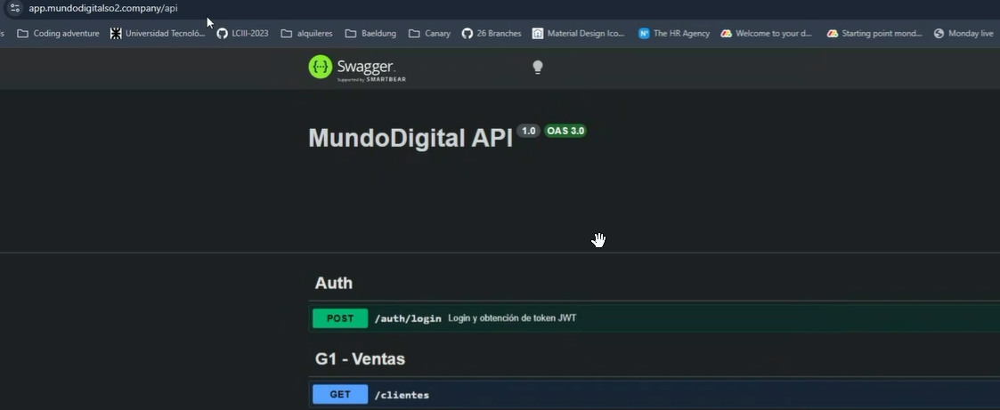 app.mundodigitalso2.company/api
Coding adventure Universidad Tecnoló... LCIII-2023 alquileres Baeldung Canary 26 Branches Material Design Ico... The HR Agency Welcome to your d... Starting point mond... Monday live
Swagger.
Supported by SMARTBEAR
MundoDigital API 1.0 OAS 3.0
Auth
POST /auth/login Login y obtención de token JWT
G1 - Ventas
GET /clientes